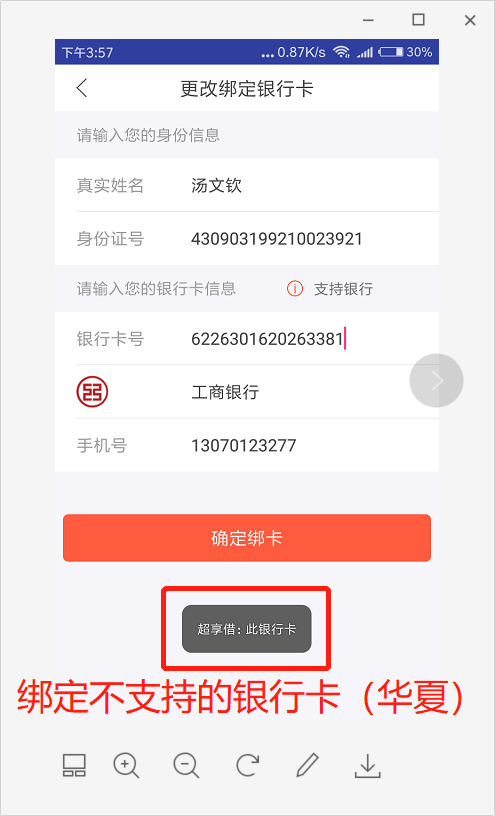 下午3:57 ... 0.87K/s 30%
更改绑定银行卡
请输入您的身份信息
真实姓名 汤文钦
身份证号 430903199210023921
请输入您的银行卡信息 支持银行
银行卡号 6226301620263381
工商银行
手机号 13070123277
确定绑卡
超享借：此银行卡
绑定不支持的银行卡（华夏）